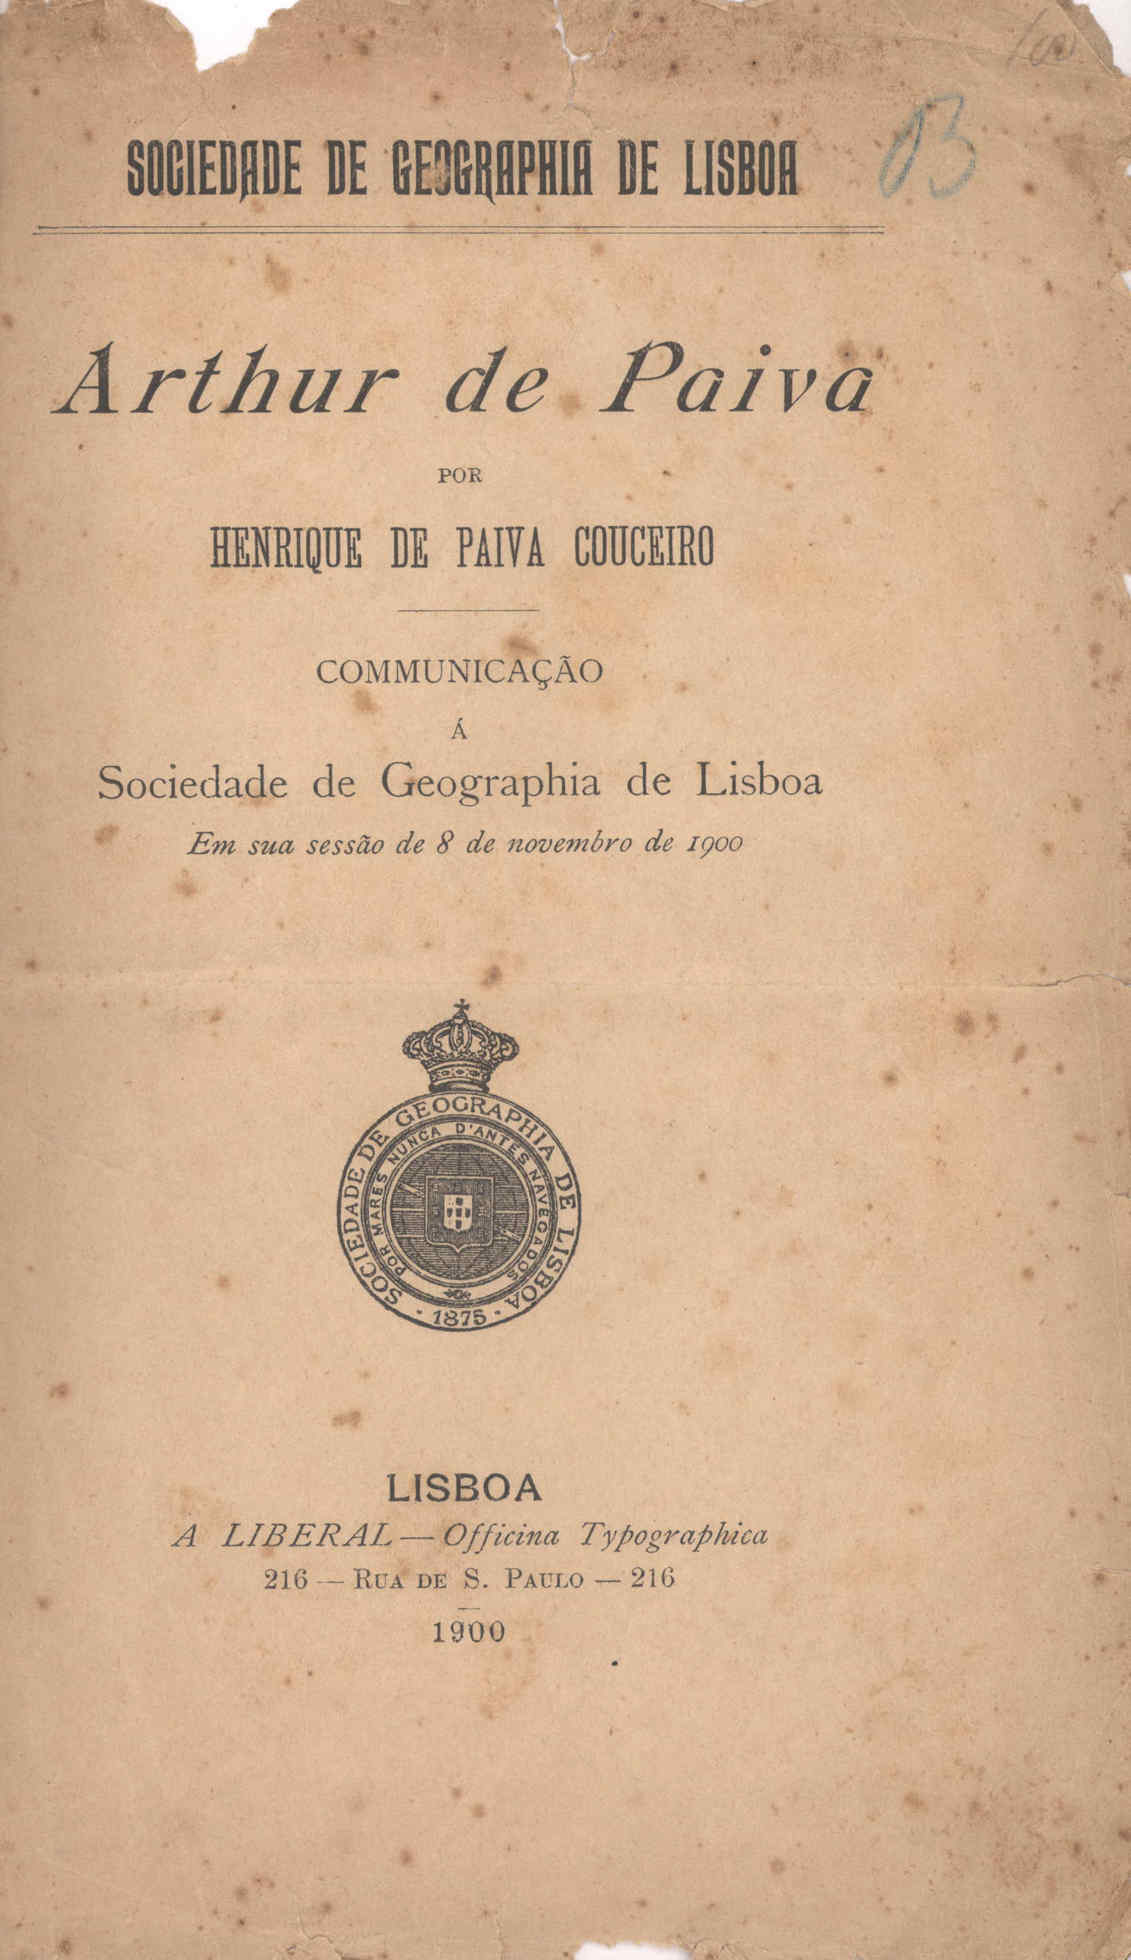 SOCIEDADE DE GEOGRAPHIA DE LISBOA
Arthur de Paiva
POR
HENRIQUE DE PAIVA COUCEIRO
COMMUNICAÇÃO
Á
Sociedade de Geographia de Lisboa
Em sua sessão de 8 de novembro de 1900
SOCIEDADE DE GEOGRAPHIA DE LISBOA
POR MARES NUNCA D'ANTES NAVEGADOS
· 1875 ·
LISBOA
A LIBERAL — Officina Typographica
216 — RUA DE S. PAULO — 216
1900